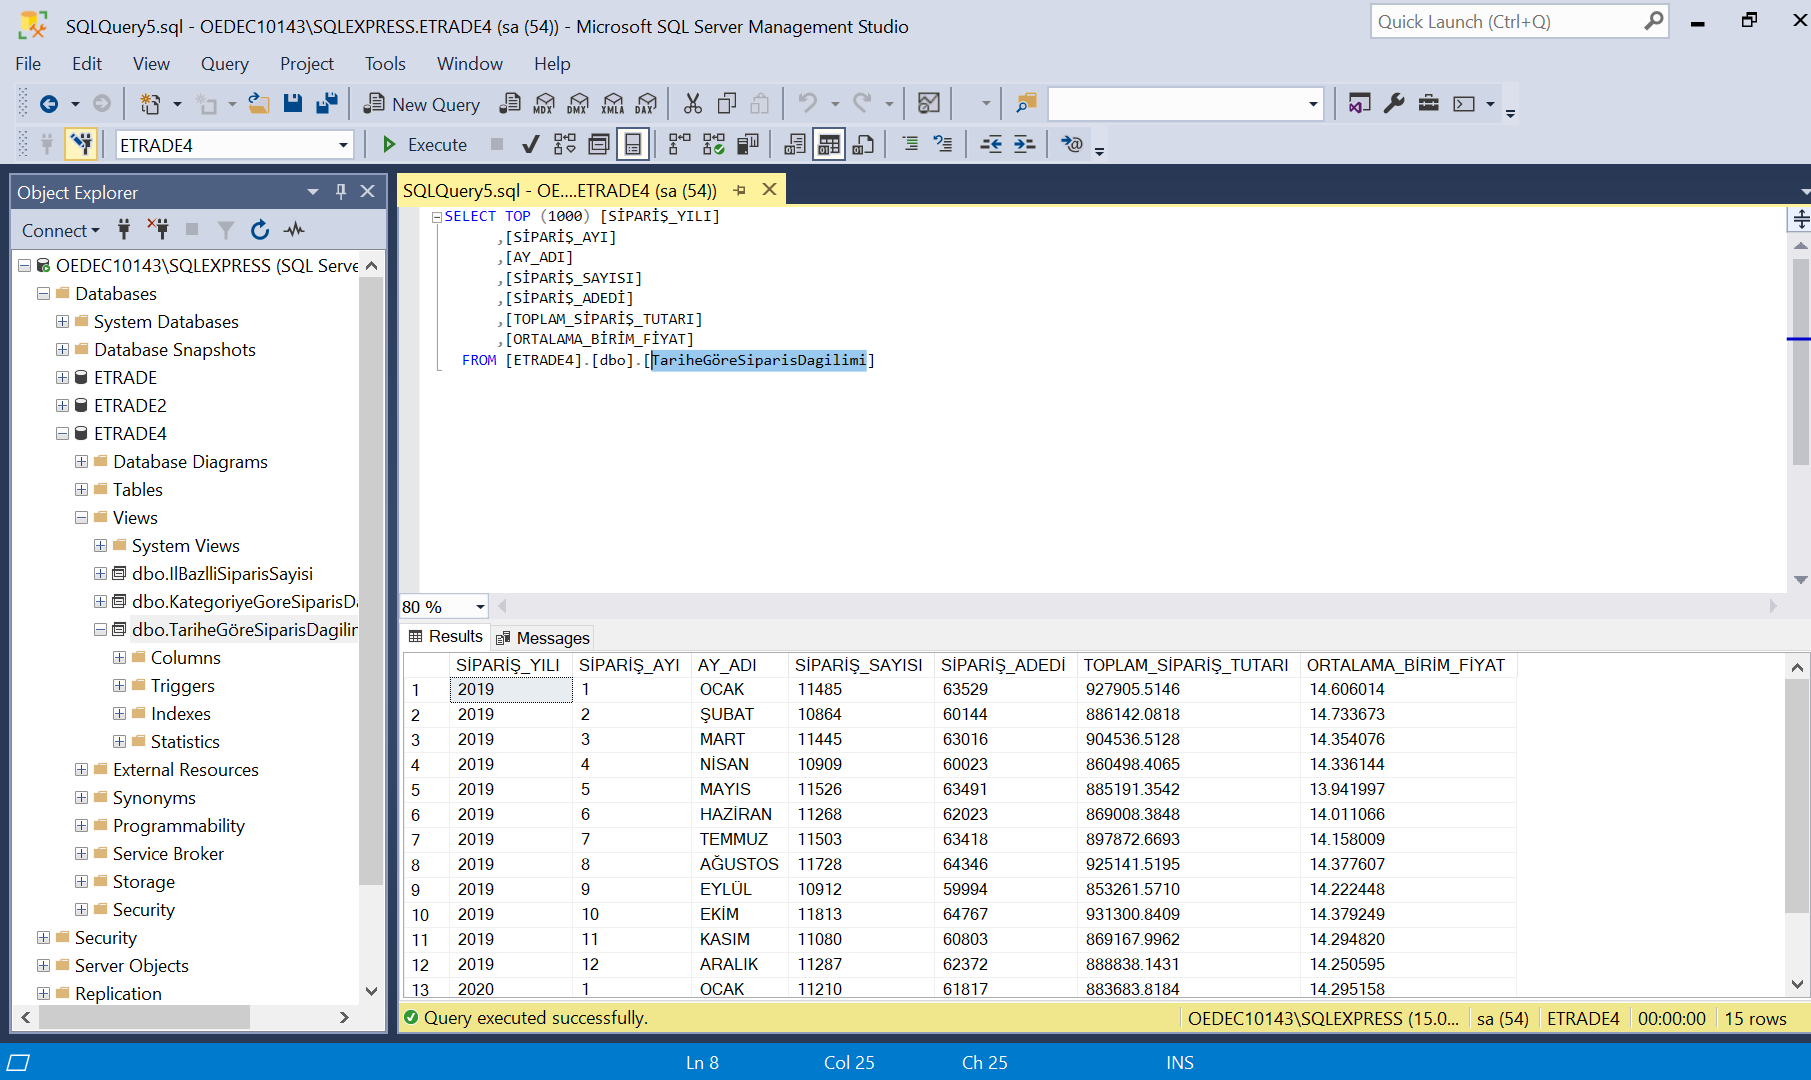 SQLQuery5.sql - OEDEC10143\SQLEXPRESS.ETRADE4 (sa (54)) - Microsoft SQL Server Management Studio
Quick Launch (Ctrl+Q)
File Edit View Query Project Tools Window Help
New Query MDX DMX XMLA DAX
ETRADE4 Execute
Object Explorer
Connect
OEDEC10143\SQLEXPRESS (SQL Serve
Databases
System Databases
Database Snapshots
ETRADE
ETRADE2
ETRADE4
Database Diagrams
Tables
Views
System Views
dbo.IlBazlliSiparisSayisi
dbo.KategoriyeGoreSiparisDa
dbo.TariheGöreSiparisDagilin
Columns
Triggers
Indexes
Statistics
External Resources
Synonyms
Programmability
Service Broker
Storage
Security
Security
Server Objects
Replication
SQLQuery5.sql - OE....ETRADE4 (sa (54))
SELECT TOP (1000) [SİPARİŞ_YILI]
,[SİPARİŞ_AYI]
,[AY_ADI]
,[SİPARİŞ_SAYISI]
,[SİPARİŞ_ADEDİ]
,[TOPLAM_SİPARİŞ_TUTARI]
,[ORTALAMA_BİRİM_FİYAT]
FROM [ETRADE4].[dbo].[TariheGöreSiparisDagilimi]
80 %
Results Messages
SİPARİŞ_YILI SİPARİŞ_AYI AY_ADI SİPARİŞ_SAYISI SİPARİŞ_ADEDİ TOPLAM_SİPARİŞ_TUTARI ORTALAMA_BİRİM_FİYAT
1 2019 1 OCAK 11485 63529 927905.5146 14.606014
2 2019 2 ŞUBAT 10864 60144 886142.0818 14.733673
3 2019 3 MART 11445 63016 904536.5128 14.354076
4 2019 4 NİSAN 10909 60023 860498.4065 14.336144
5 2019 5 MAYIS 11526 63491 885191.3542 13.941997
6 2019 6 HAZİRAN 11268 62023 869008.3848 14.011066
7 2019 7 TEMMUZ 11503 63418 897872.6693 14.158009
8 2019 8 AĞUSTOS 11728 64346 925141.5195 14.377607
9 2019 9 EYLÜL 10912 59994 853261.5710 14.222448
10 2019 10 EKİM 11813 64767 931300.8409 14.379249
11 2019 11 KASIM 11080 60803 869167.9962 14.294820
12 2019 12 ARALIK 11287 62372 888838.1431 14.250595
13 2020 1 OCAK 11210 61817 883683.8184 14.295158
Query executed successfully. OEDEC10143\SQLEXPRESS (15.0... sa (54) ETRADE4 00:00:00 15 rows
Ln 8 Col 25 Ch 25 INS